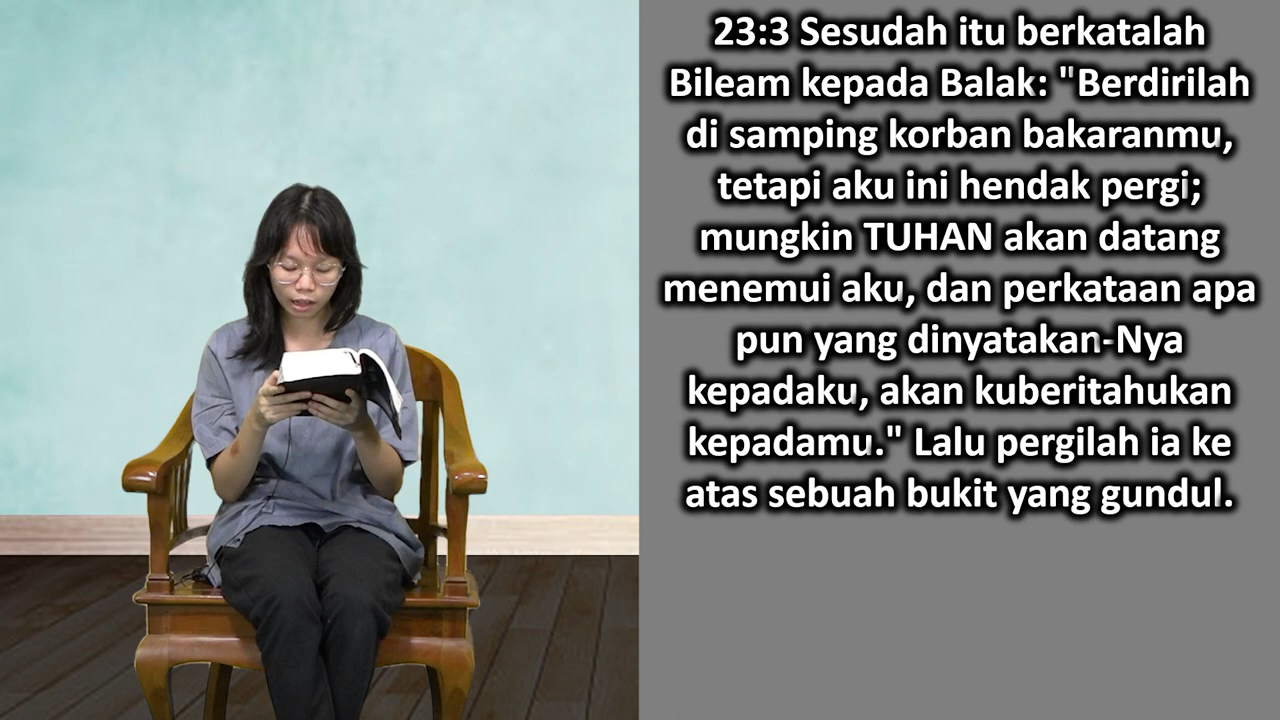 23:3 Sesudah itu berkatalah
Bileam kepada Balak: "Berdirilah
di samping korban bakaranmu,
tetapi aku ini hendak pergi;
mungkin TUHAN akan datang
menemui aku, dan perkataan apa
pun yang dinyatakan-Nya
kepadaku, akan kuberitahukan
kepadamu." Lalu pergilah ia ke
atas sebuah bukit yang gundul.